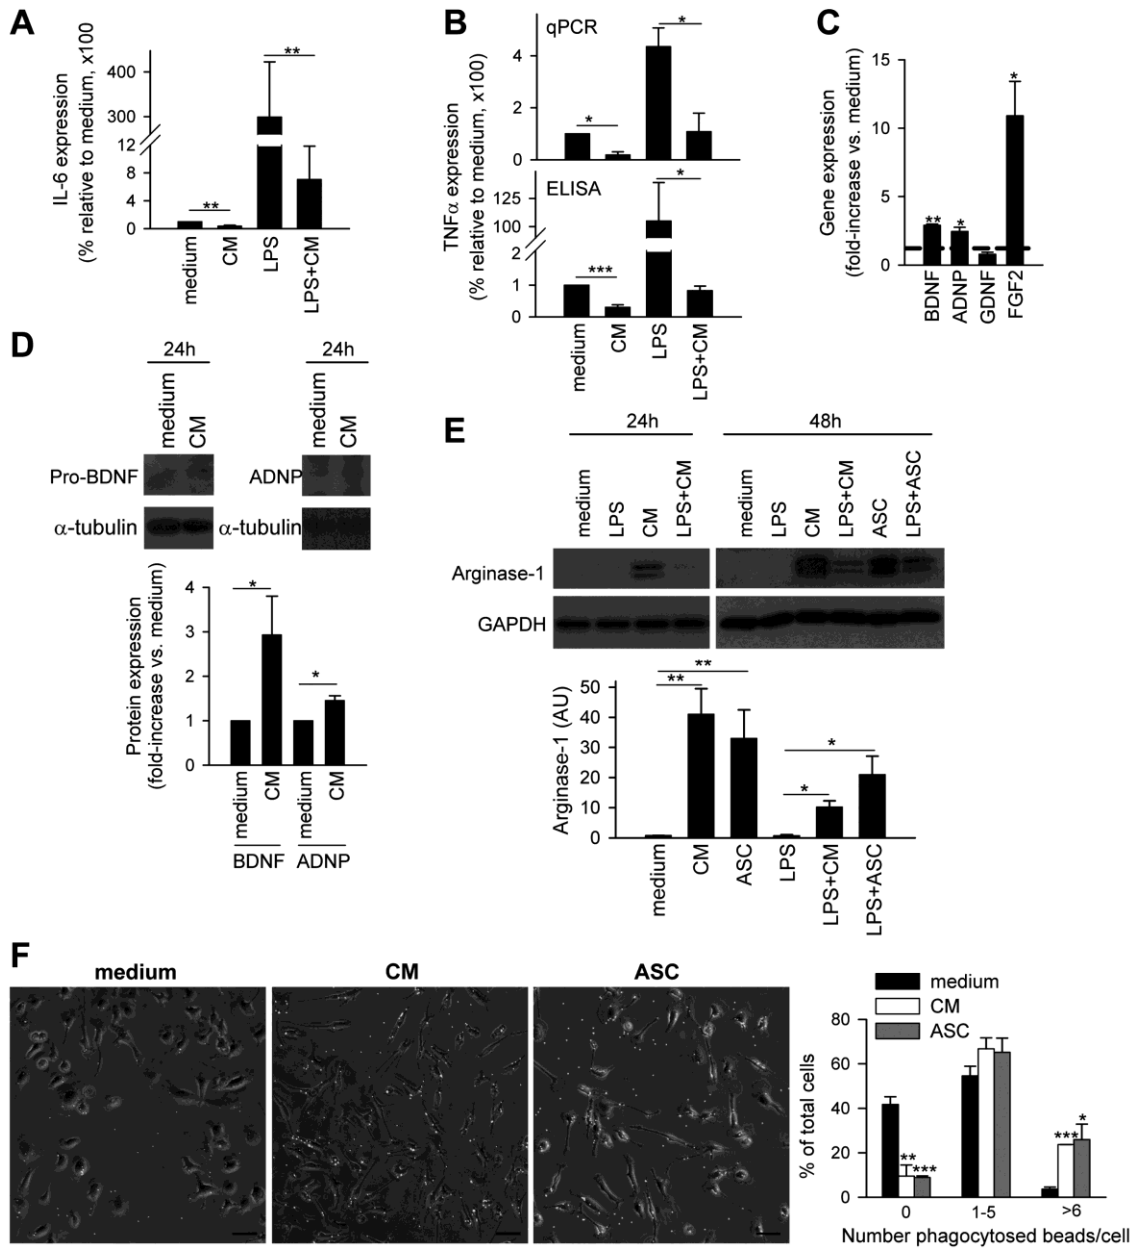 A
IL-6 expression
(% relative to medium, x100
400
300
12
8
4
0
**
**
medium
CM
LPS
LPS+CM
B
TNFα expression
(% relative to medium, x100)
qPCR
4
2
0
*
*
ELISA
125
100
2
1
0
***
*
medium
CM
LPS
LPS+CM
C
Gene expression
(fold-increase vs. medium)
15
10
5
0
**
*
*
BDNF
ADNP
GDNF
FGF2
D
24h
24h
medium
CM
medium
CM
Pro-BDNF
ADNP
α-tubulin
α-tubulin
Protein expression
(fold-increase vs. medium)
4
3
2
1
0
*
*
medium
CM
medium
CM
BDNF
ADNP
E
24h
48h
medium
LPS
CM
LPS+CM
medium
LPS
CM
LPS+CM
ASC
LPS+ASC
Arginase-1
GAPDH
Arginase-1 (AU)
50
40
30
20
10
0
**
**
*
*
medium
CM
ASC
LPS
LPS+CM
LPS+ASC
F
medium
CM
ASC
medium
CM
ASC
% of total cells
80
60
40
20
0
**
***
***
*
0
1-5
>6
Number phagocytosed beads/cell